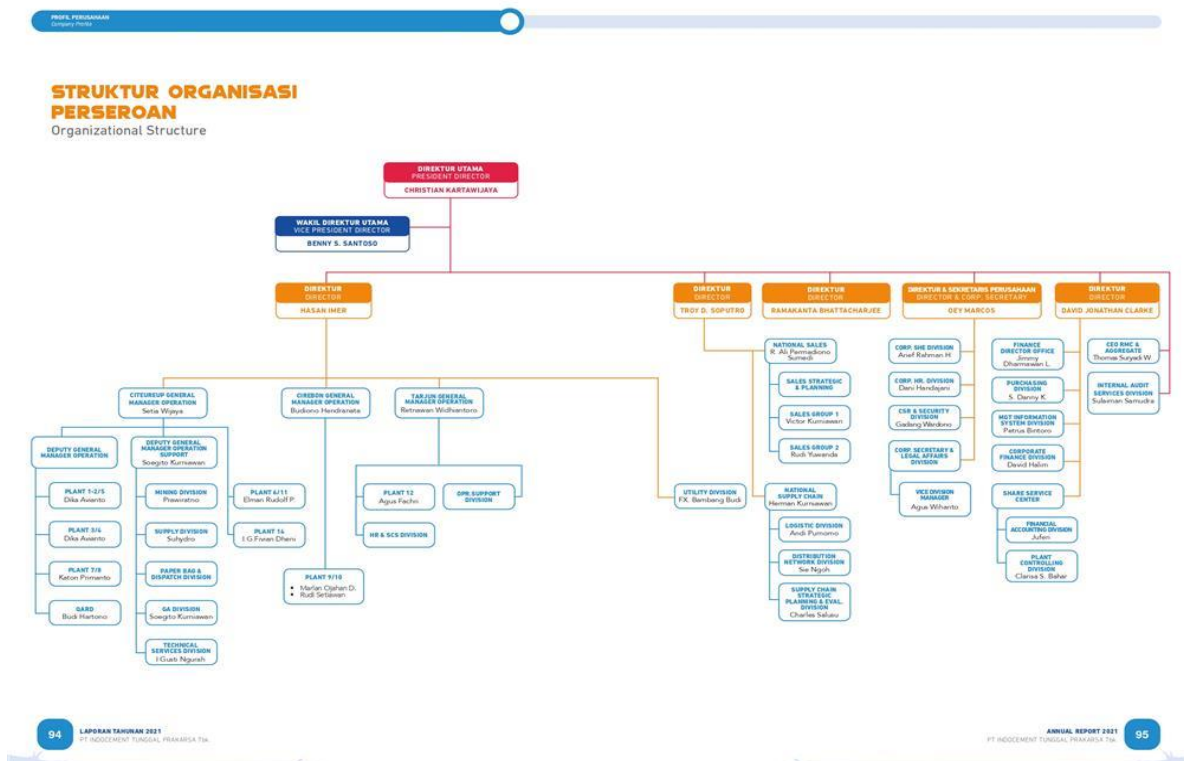 PROFIL PERUSAHAAN
Company Profile
STRUKTUR ORGANISASI
PERSEROAN
Organizational Structure
DIREKTUR UTAMA
PRESIDENT DIRECTOR
CHRISTIAN KARTAWIJAYA
WAKIL DIREKTUR UTAMA
VICE PRESIDENT DIRECTOR
BENNY S. SANTOSO
DIREKTUR
DIRECTOR
HASAN IMER
DIREKTUR
DIRECTOR
TROY D. SOPUTRO
DIREKTUR
DIRECTOR
RAMAKANTA BHATTACHARJEE
DIREKTUR & SEKRETARIS PERUSAHAAN
DIRECTOR & CORP. SECRETARY
OEY MARCOS
DIREKTUR
DIRECTOR
DAVID JONATHAN CLARKE
CITEUREUP GENERAL
MANAGER OPERATION
Setia Wijaya
CIREBON GENERAL
MANAGER OPERATION
Budiono Hendranata
TARJUN GENERAL
MANAGER OPERATION
Retnawan Widhiantoro
DEPUTY GENERAL
MANAGER OPERATION
PLANT 1-2/5
Dika Avianto
PLANT 3/4
Dika Avianto
PLANT 7/8
Keton Primanto
QARD
Budi Hartono
DEPUTY GENERAL
MANAGER OPERATION
SUPPORT
Soegito Kurniawan
MINING DIVISION
Prawiratno
SUPPLY DIVISION
Suhydro
PAPER BAG &
DISPATCH DIVISION
GA DIVISION
Soegito Kurniawan
TECHNICAL
SERVICES DIVISION
I Gusti Ngurah
PLANT 6/11
Elman Rudolf P
PLANT 14
PLANT 9/10
• Marlan Ojahan D.
• Rudi Setiawan
PLANT 12
Agus Fachri
HR & SCS DIVISION
OPR.SUPPORT
DIVISION
UTILITY DIVISION
F.X. Bambang Budi
NATIONAL SALES
R. Ali Permadiono
Sumedi
SALES STRATEGIC
& PLANNING
SALES GROUP 1
Victor Kurniawan
SALES GROUP 2
Rudi Yuwanda
NATIONAL
SUPPLY CHAIN
Herman Kurniawan
LOGISTIC DIVISION
Andi Purnomo
DISTRIBUTION
NETWORK DIVISION
Sie Ngoh
SUPPLY CHAIN
STRATEGIC
PLANNING & EVAL.
DIVISION
Charles Salusu
CORP. SHE DIVISION
Arief Rahman H
CORP. HR. DIVISION
Dani Handajani
CSR & SECURITY
DIVISION
Gadang Wardono
CORP. SECRETARY &
LEGAL AFFAIRS
DIVISION
VICE DIVISION
MANAGER
Agus Wihanto
FINANCE
DIRECTOR OFFICE
Jimmy
Dharmawan L.
PURCHASING
DIVISION
S. Danny K
MGT INFORMATION
SYSTEM DIVISION
Petrus Bintoro
CORPORATE
FINANCE DIVISION
David Halim
SHARE SERVICE
CENTER
FINANCIAL
ACCOUNTING DIVISION
Juferi
PLANT
CONTROLLING
DIVISION
Clarisa S. Bahar
CEO RMC &
AGGREGATE
Thomas Suryadi W
INTERNAL AUDIT
SERVICES DIVISION
Sulaiman Samudra
94
LAPORAN TAHUNAN 2021
PT INDOCEMENT TUNGGAL PRAKARSA Tbk.
ANNUAL REPORT 2021
PT INDOCEMENT TUNGGAL PRAKARSA Tbk.
95